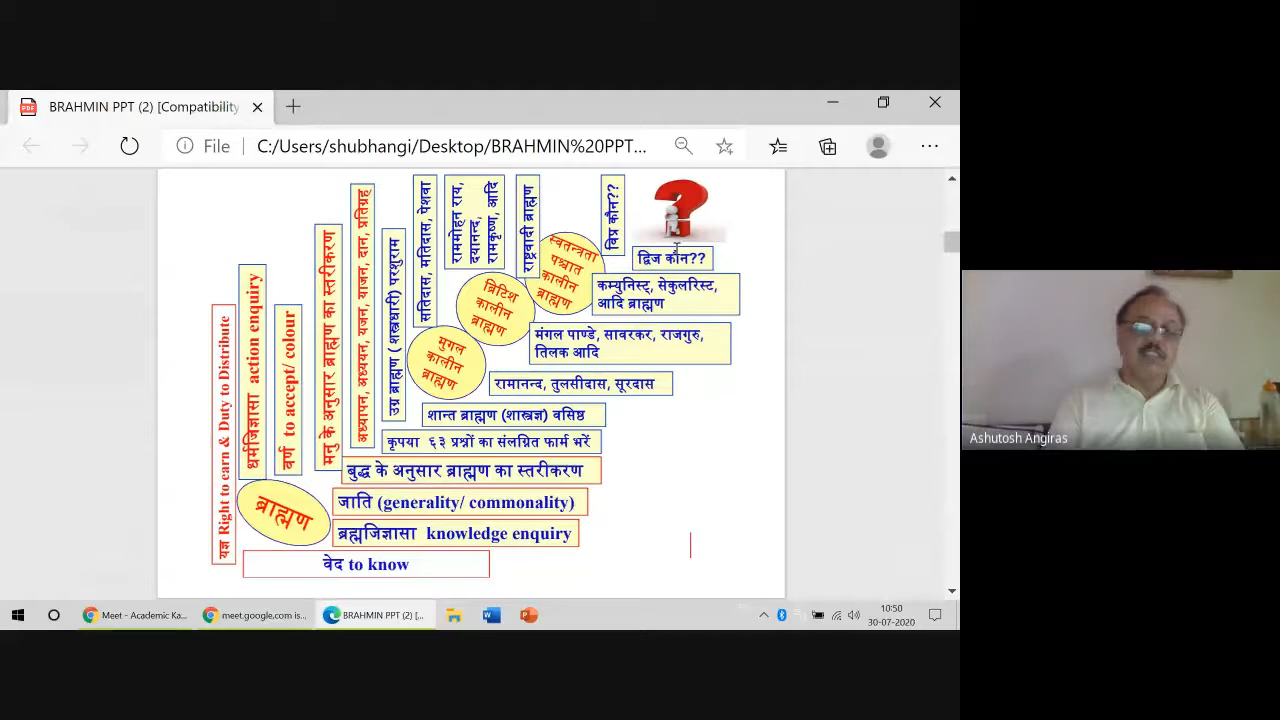 BRAHMIN PPT (2) [Compatibility
File
C:/Users/shubhangi/Desktop/BRAHMIN%20PPT...
यज्ञ Right to earn & Duty to Distribute
धर्मजिज्ञासा action enquiry
वर्ण to accept/ colour
मनु के अनुसार ब्राह्मण का स्तरीकरण
अध्यापन, अध्ययन, यजन, याजन, दान, प्रतिग्रह
उग्र ब्राह्मण ( शस्त्रधारी) परशुराम
सतिदास, मतिदास, पेशवा
राममोहन राय,
दयानन्द,
रामकृष्ण, आदि
राष्ट्रवादी ब्राह्मण
विप्र कौन??
द्विज कौन??
स्वतन्त्रता
पश्चात
कालीन
ब्राह्मण
कम्युनिस्ट्, सेकुलरिस्ट,
आदि ब्राह्मण
ब्रिटिश
कालीन
ब्राह्मण
मंगल पाण्डे, सावरकर, राजगुरु,
तिलक आदि
मुगल
कालीन
ब्राह्मण
रामानन्द, तुलसीदास, सूरदास
शान्त ब्राह्मण (शास्त्रज्ञ) वसिष्ठ
कृपया ६३ प्रश्नों का संलग्नित फार्म भरें
बुद्ध के अनुसार ब्राह्मण का स्तरीकरण
जाति (generality/ commonality)
ब्राह्मण
ब्रह्मजिज्ञासा knowledge enquiry
वेद to know
Ashutosh Angiras
Meet - Academic Ka...
meet.google.com is...
BRAHMIN PPT (2) [...
10:50
30-07-2020